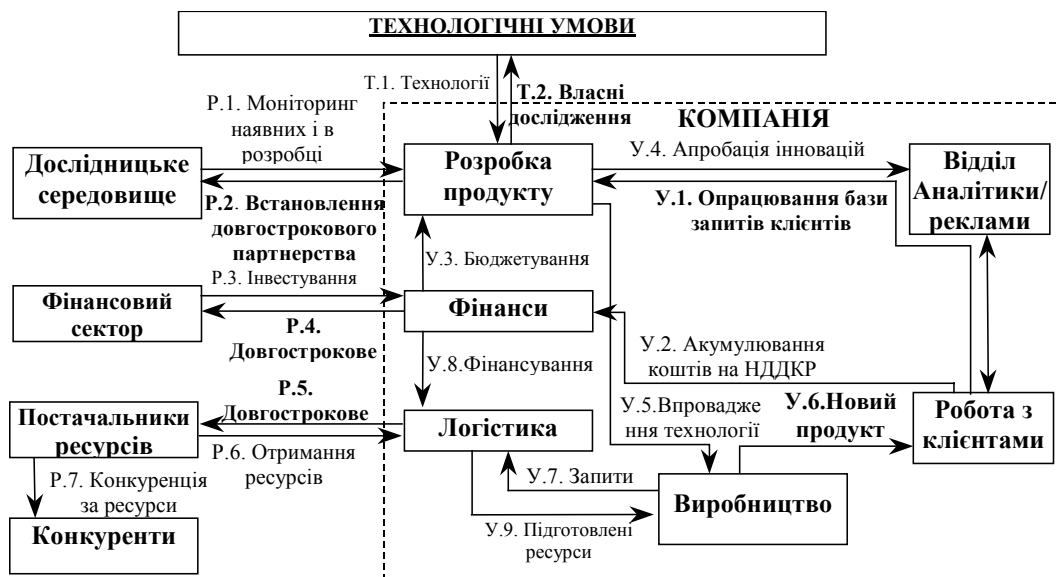 ТЕХНОЛОГІЧНІ УМОВИ
Т.1. Технології
Т.2. Власні
дослідження
Р.1. Моніторинг
наявних і в
розробці
КОМПАНІЯ
Дослідницьке
середовище
Розробка
продукту
У.4. Апробація інновацій
Відділ
Аналітики/
реклами
Р.2. Встановлення
довгострокового
партнерства
У.1. Опрацювання бази
запитів клієнтів
У.3. Бюджетування
Р.3. Інвестування
Фінансовий
сектор
Фінанси
Р.4.
Довгострокове
У.2. Акумулювання
коштів на НДДКР
У.8.Фінансування
Р.5.
Довгострокове
У.5.Впровадже
ння технології
У.6.Новий
продукт
Постачальники
ресурсів
Логістика
Робота з
клієнтами
Р.6. Отримання
ресурсів
Р.7. Конкуренція
за ресурси
У.7. Запити
Виробництво
Конкуренти
У.9. Підготовлені
ресурси